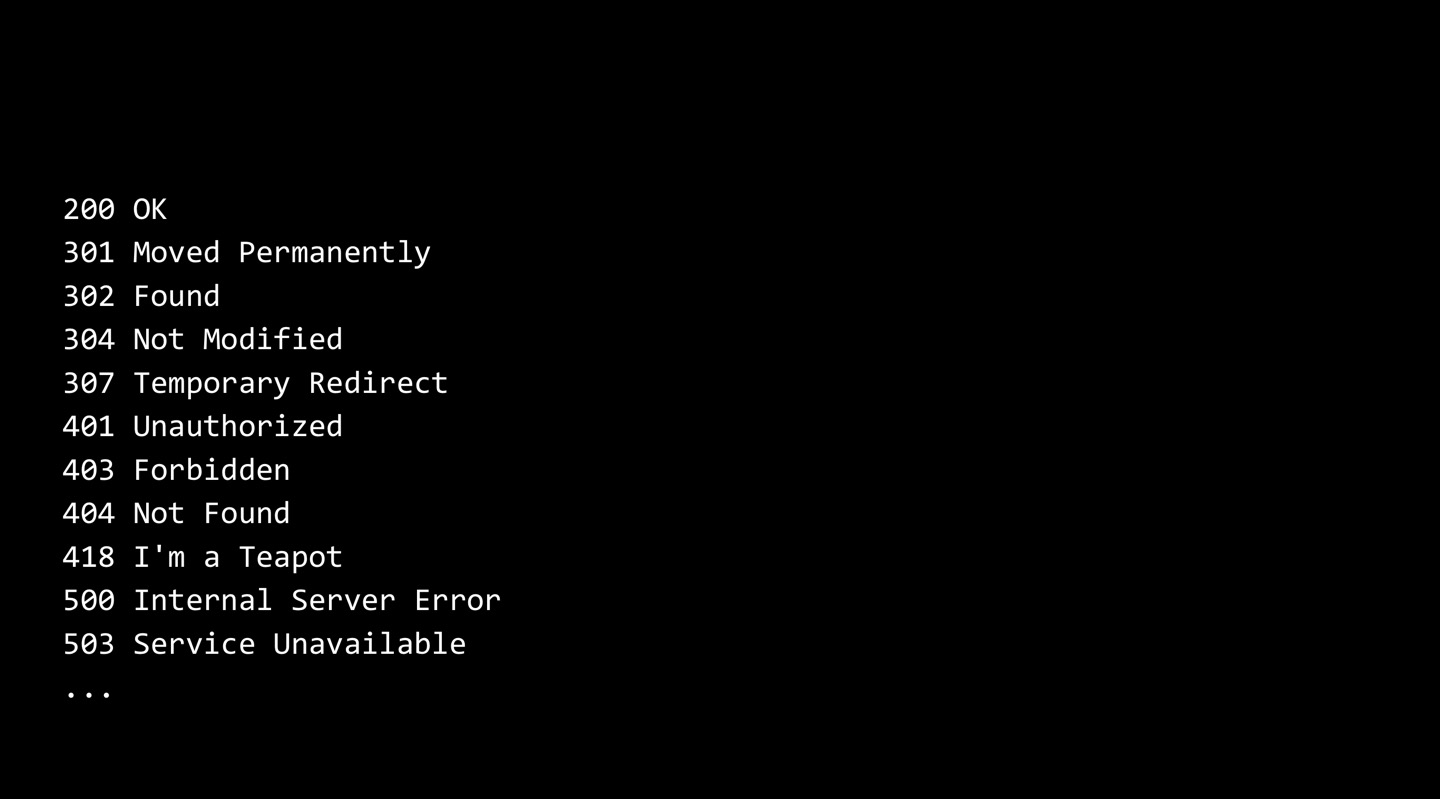 200 OK
301 Moved Permanently
302 Found
304 Not Modified
307 Temporary Redirect
401 Unauthorized
403 Forbidden
404 Not Found
418 I'm a Teapot
500 Internal Server Error
503 Service Unavailable
...